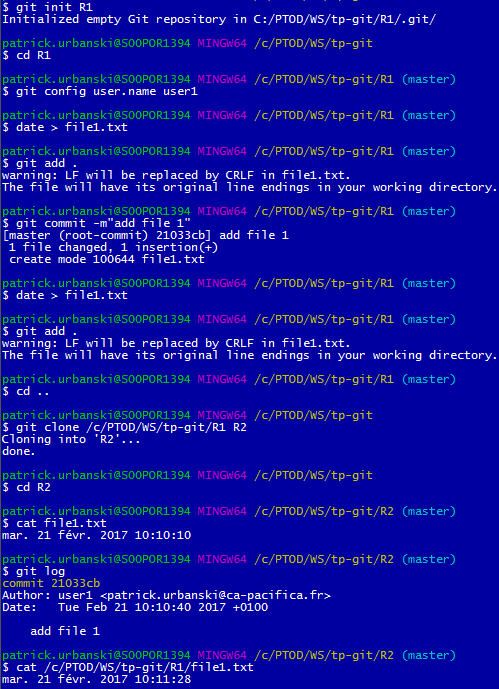 $ git init R1
Initialized empty Git repository in C:/PTOD/WS/tp-git/R1/.git/
patrick.urbanski@SOOPOR1394 MINGW64 /c/PTOD/WS/tp-git
$ cd R1
patrick.urbanski@SOOPOR1394 MINGW64 /c/PTOD/WS/tp-git/R1 (master)
$ git config user.name user1
patrick.urbanski@SOOPOR1394 MINGW64 /c/PTOD/WS/tp-git/R1 (master)
$ date > file1.txt
patrick.urbanski@SOOPOR1394 MINGW64 /c/PTOD/WS/tp-git/R1 (master)
$ git add .
warning: LF will be replaced by CRLF in file1.txt.
The file will have its original line endings in your working directory.
patrick.urbanski@SOOPOR1394 MINGW64 /c/PTOD/WS/tp-git/R1 (master)
$ git commit -m"add file 1"
[master (root-commit) 21033cb] add file 1
 1 file changed, 1 insertion(+)
 create mode 100644 file1.txt
patrick.urbanski@SOOPOR1394 MINGW64 /c/PTOD/WS/tp-git/R1 (master)
$ date > file1.txt
patrick.urbanski@SOOPOR1394 MINGW64 /c/PTOD/WS/tp-git/R1 (master)
$ git add .
warning: LF will be replaced by CRLF in file1.txt.
The file will have its original line endings in your working directory.
patrick.urbanski@SOOPOR1394 MINGW64 /c/PTOD/WS/tp-git/R1 (master)
$ cd ..
patrick.urbanski@SOOPOR1394 MINGW64 /c/PTOD/WS/tp-git
$ git clone /c/PTOD/WS/tp-git/R1 R2
Cloning into 'R2'...
done.
patrick.urbanski@SOOPOR1394 MINGW64 /c/PTOD/WS/tp-git
$ cd R2
patrick.urbanski@SOOPOR1394 MINGW64 /c/PTOD/WS/tp-git/R2 (master)
$ cat file1.txt
mar. 21 févr. 2017 10:10:10
patrick.urbanski@SOOPOR1394 MINGW64 /c/PTOD/WS/tp-git/R2 (master)
$ git log
commit 21033cb
Author: user1 <patrick.urbanski@ca-pacifica.fr>
Date:   Tue Feb 21 10:10:40 2017 +0100
    add file 1
patrick.urbanski@SOOPOR1394 MINGW64 /c/PTOD/WS/tp-git/R2 (master)
$ cat /c/PTOD/WS/tp-git/R1/file1.txt
mar. 21 févr. 2017 10:11:28